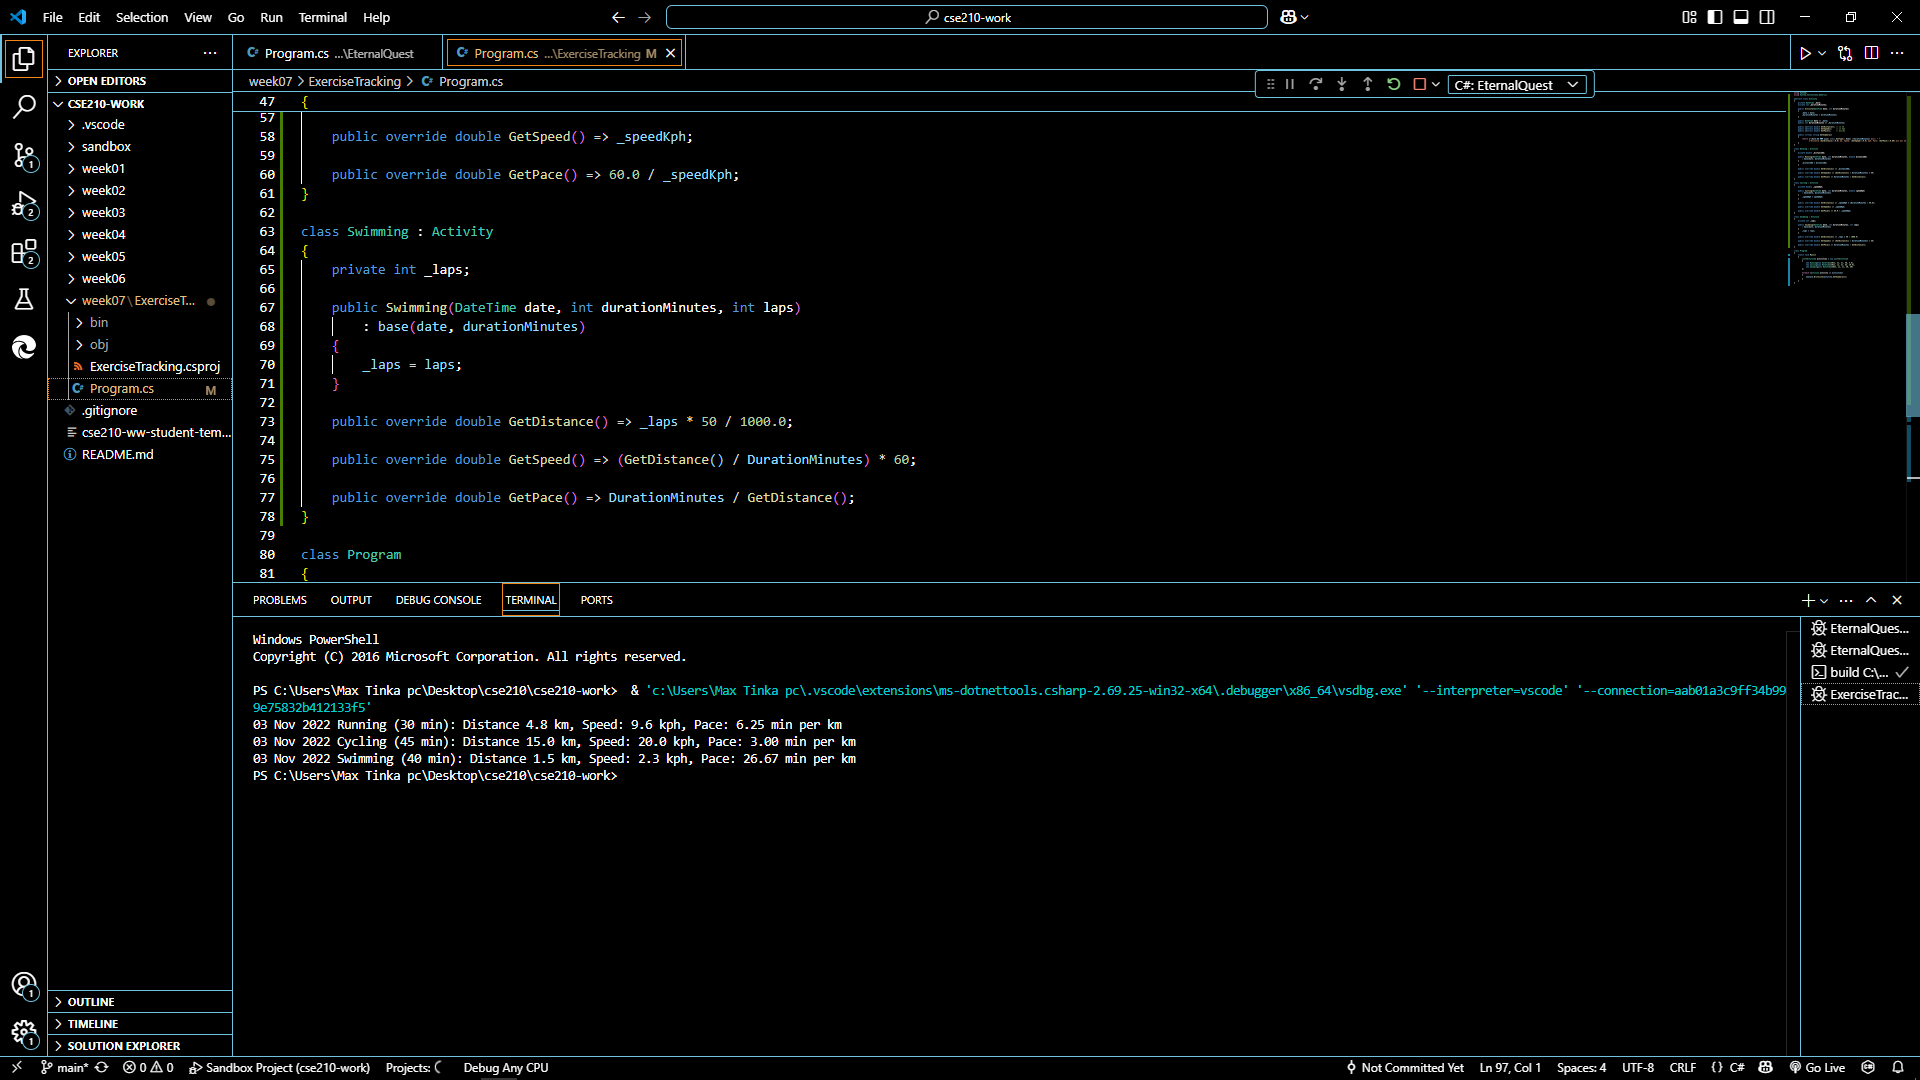 File Edit Selection View Go Run Terminal Help
cse210-work
EXPLORER
OPEN EDITORS
CSE210-WORK
.vscode
sandbox
week01
week02
week03
week04
week05
week06
week07\ExerciseT...
bin
obj
ExerciseTracking.csproj
Program.cs M
.gitignore
cse210-ww-student-tem...
README.md
OUTLINE
TIMELINE
SOLUTION EXPLORER
1
2
2
1
1
Program.cs ...\EternalQuest
Program.cs ...\ExerciseTracking M
week07 > ExerciseTracking > Program.cs
C#: EternalQuest
47 {
57
58 public override double GetSpeed() => _speedKph;
59
60 public override double GetPace() => 60.0 / _speedKph;
61 }
62
63 class Swimming : Activity
64 {
65 private int _laps;
66
67 public Swimming(DateTime date, int durationMinutes, int laps)
68 : base(date, durationMinutes)
69 {
70 _laps = laps;
71 }
72
73 public override double GetDistance() => _laps * 50 / 1000.0;
74
75 public override double GetSpeed() => (GetDistance() / DurationMinutes) * 60;
76
77 public override double GetPace() => DurationMinutes / GetDistance();
78 }
79
80 class Program
81 {
PROBLEMS OUTPUT DEBUG CONSOLE TERMINAL PORTS
Windows PowerShell
Copyright (C) 2016 Microsoft Corporation. All rights reserved.
PS C:\Users\Max Tinka pc\Desktop\cse210\cse210-work> & 'c:\Users\Max Tinka pc\.vscode\extensions\ms-dotnettools.csharp-2.69.25-win32-x64\.debugger\x86_64\vsdbg.exe' '--interpreter=vscode' '--connection=aab01a3c9ff34b99
9e75832b412133f5'
03 Nov 2022 Running (30 min): Distance 4.8 km, Speed: 9.6 kph, Pace: 6.25 min per km
03 Nov 2022 Cycling (45 min): Distance 15.0 km, Speed: 20.0 kph, Pace: 3.00 min per km
03 Nov 2022 Swimming (40 min): Distance 1.5 km, Speed: 2.3 kph, Pace: 26.67 min per km
PS C:\Users\Max Tinka pc\Desktop\cse210\cse210-work>
EternalQues...
EternalQues...
build C:\...
ExerciseTrac...
main* 0 0 Sandbox Project (cse210-work) Projects: Debug Any CPU Not Committed Yet Ln 97, Col 1 Spaces: 4 UTF-8 CRLF {} C# Go Live